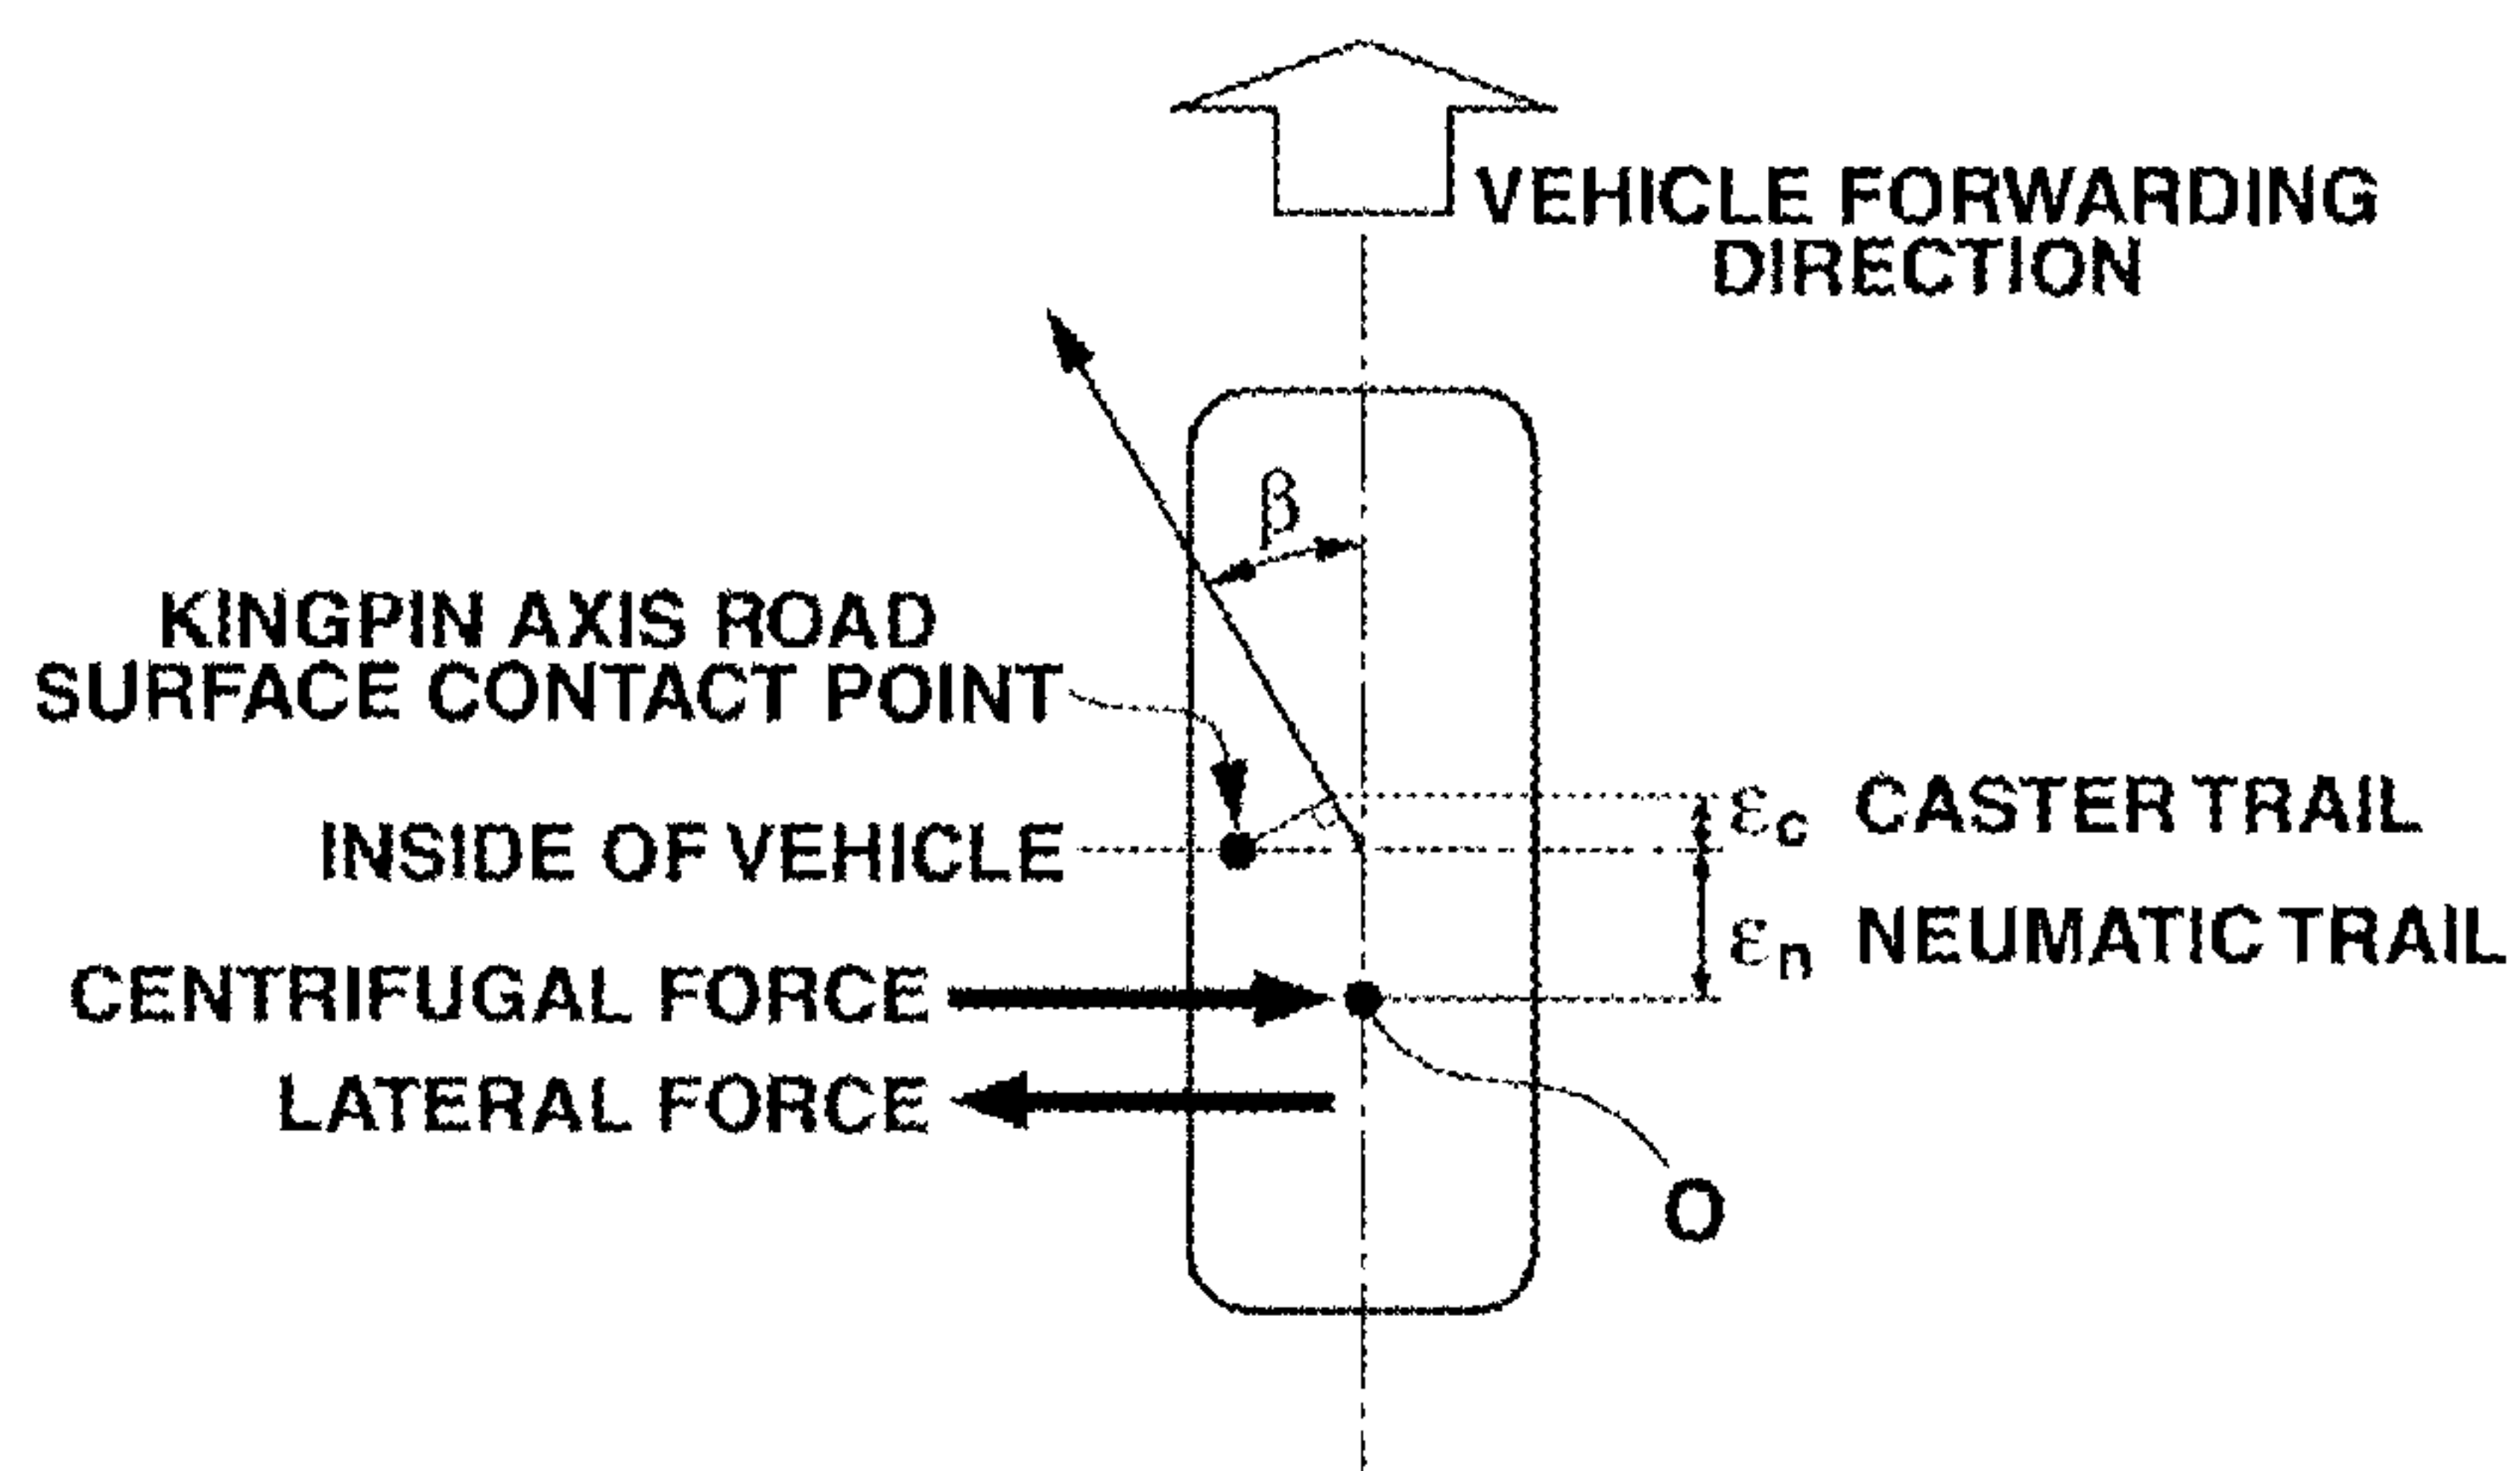 VEHICLE FORWARDING
DIRECTION
β
KINGPIN AXIS ROAD
SURFACE CONTACT POINT
εc CASTER TRAIL
INSIDE OF VEHICLE
εn NEUMATIC TRAIL
CENTRIFUGAL FORCE
LATERAL FORCE
O